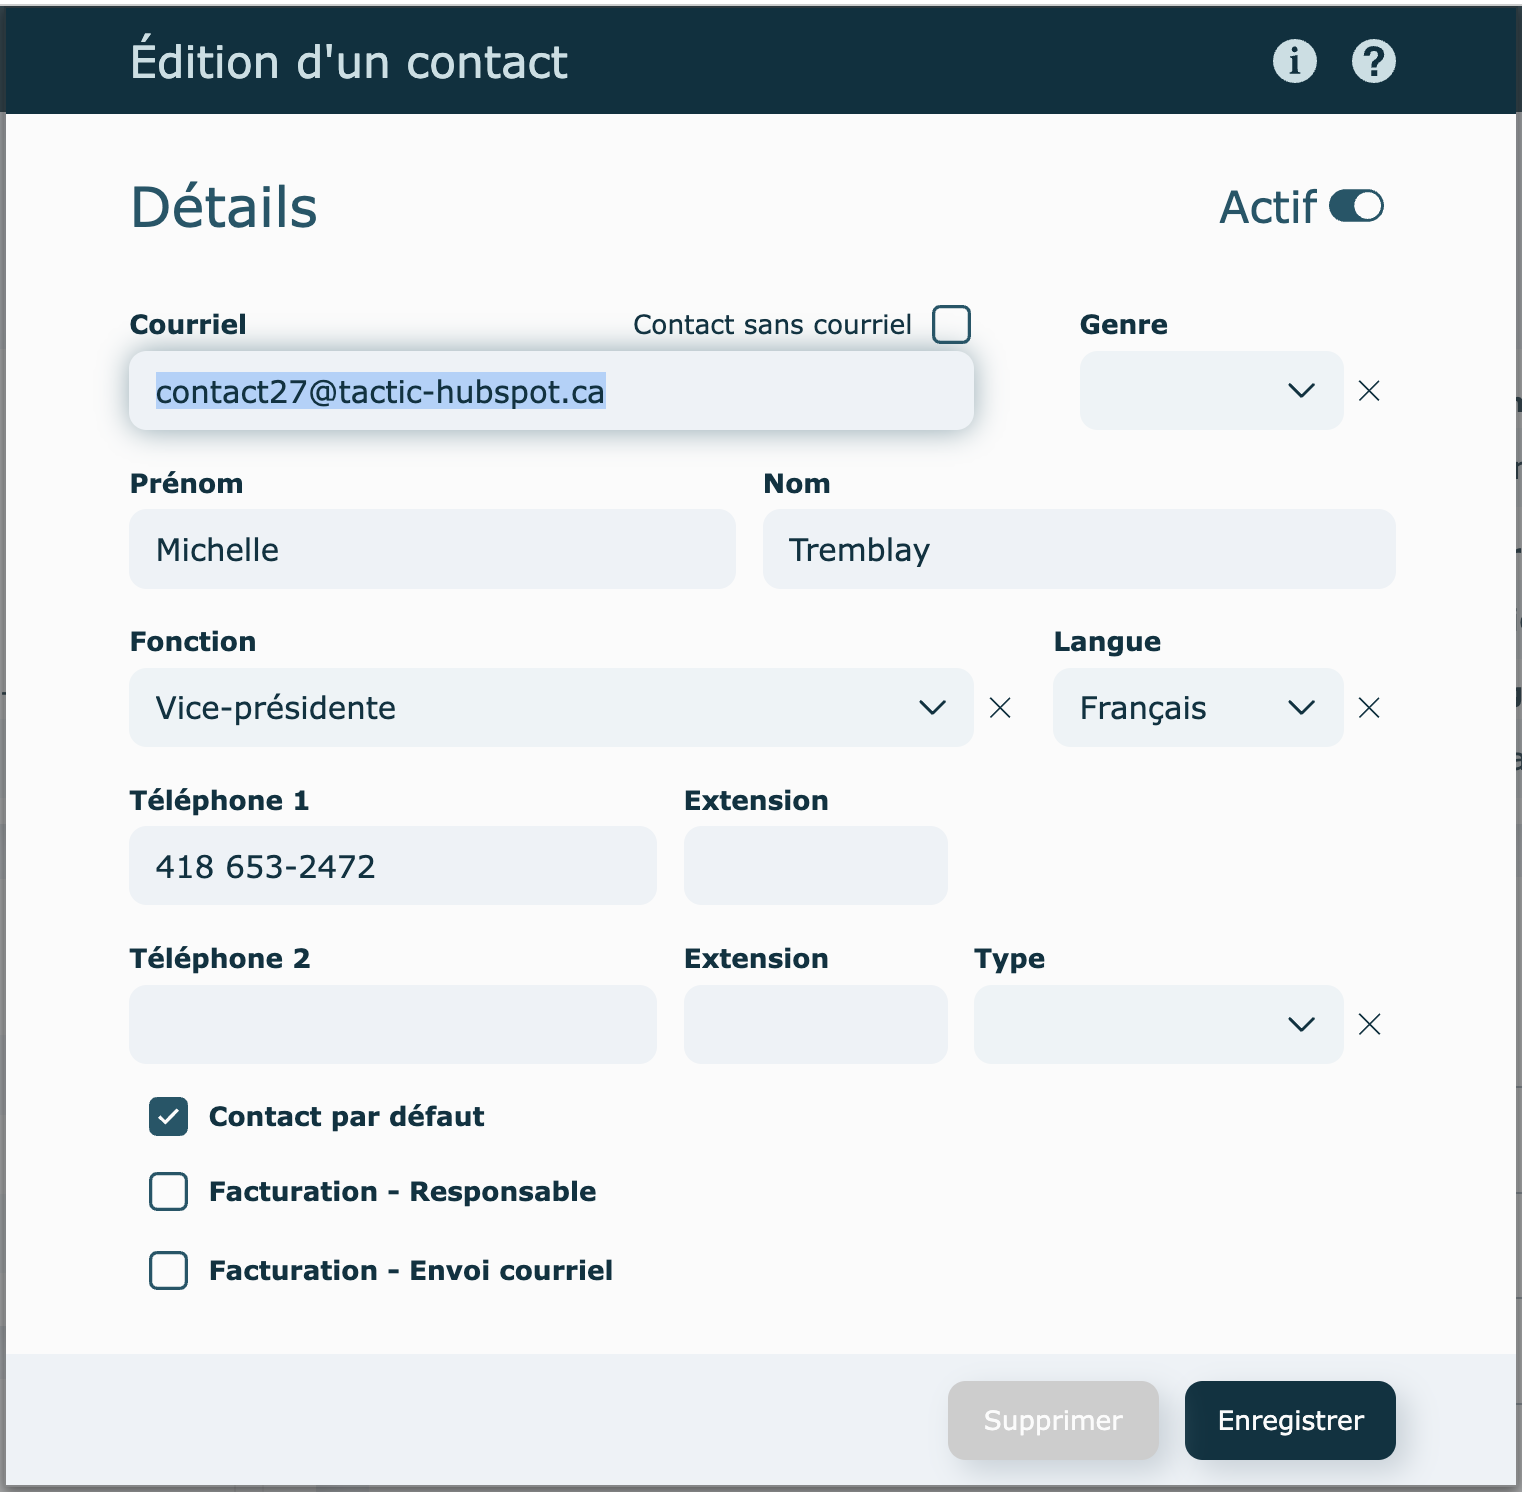 Édition d'un contact
Détails
Actif
Courriel
Contact sans courriel
Genre
contact27@tactic-hubspot.ca
Prénom
Nom
Michelle
Tremblay
Fonction
Langue
Vice-présidente
Français
Téléphone 1
Extension
418 653-2472
Téléphone 2
Extension
Type
Contact par défaut
Facturation - Responsable
Facturation - Envoi courriel
Supprimer
Enregistrer